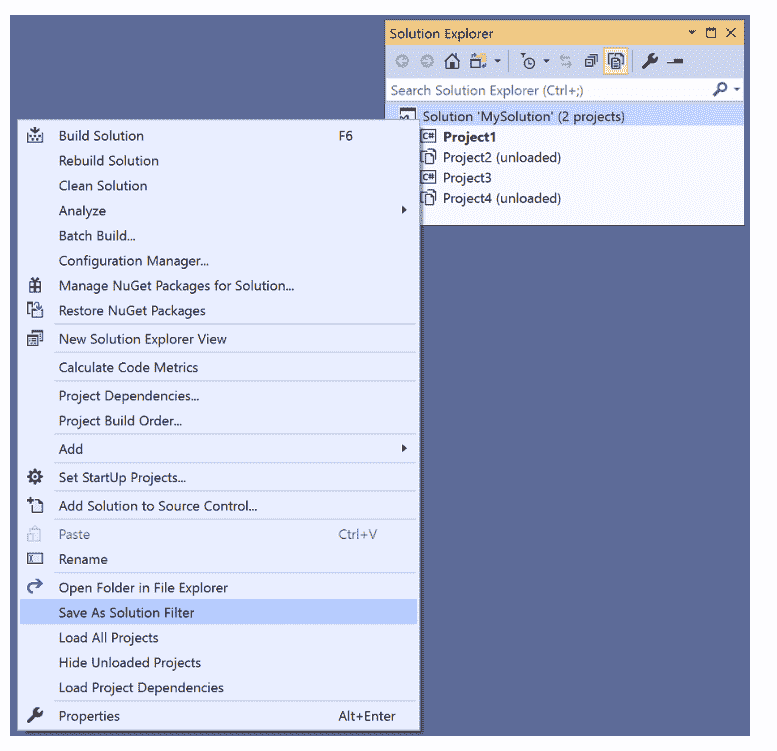 Solution Explorer
Search Solution Explorer (Ctrl+;)
Solution 'MySolution' (2 projects)
C# Project1
Project2 (unloaded)
C# Project3
Project4 (unloaded)
Build Solution F6
Rebuild Solution
Clean Solution
Analyze
Batch Build...
Configuration Manager...
Manage NuGet Packages for Solution...
Restore NuGet Packages
New Solution Explorer View
Calculate Code Metrics
Project Dependencies...
Project Build Order...
Add
Set StartUp Projects...
Add Solution to Source Control...
Paste Ctrl+V
Rename
Open Folder in File Explorer
Save As Solution Filter
Load All Projects
Hide Unloaded Projects
Load Project Dependencies
Properties Alt+Enter